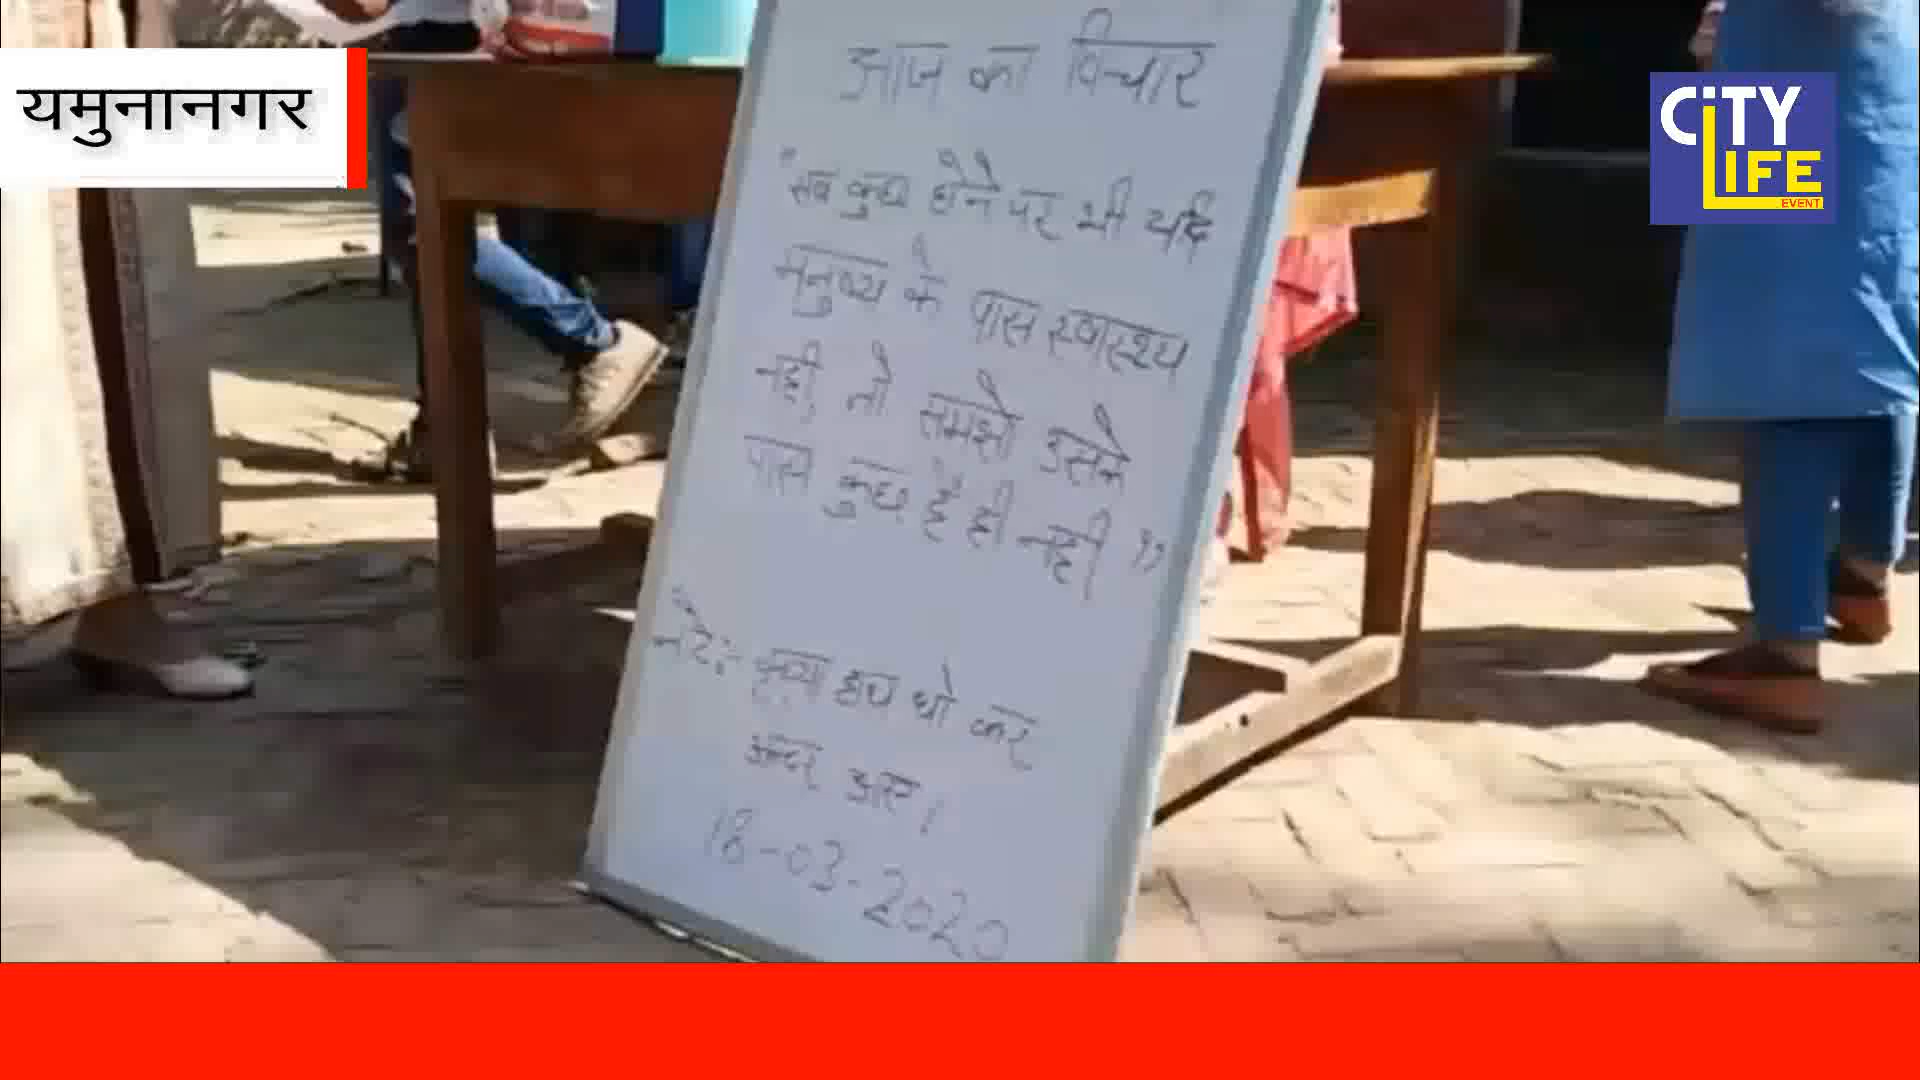 यमुनानगर
CiTY
LIFE
EVENT
आज का विचार
"सब कुछ होने पर भी यदि
मनुष्य के पास स्वास्थ्य
नहीं तो समझो उसके
पास कुछ है ही नहीं"
नोट:- कृप्या हाथ धो कर
अन्दर आए।
18-03-2020